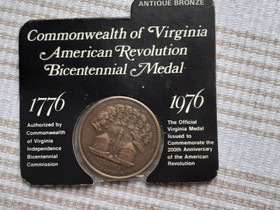 ANTIQUE BRONZE
Commonwealth of Virginia
American Revolution
Bicentennial Medal
1776
Authorized by
Commonwealth
of Virginia
Independence
Bicentennial
Commission
1976
The Official
Virginia Medal
Issued to
Commemorate the
200th Anniversary
of the American
Revolution